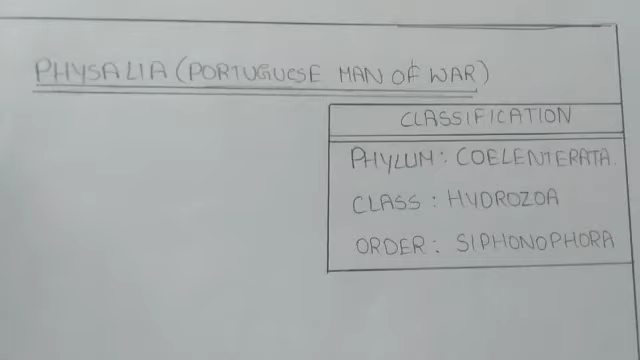 PHYSALIA (PORTUGUESE MAN OF WAR)
CLASSIFICATION
PHYLUM: COELENTERATA.
CLASS: HYDROZOA
ORDER: SIPHONOPHORA